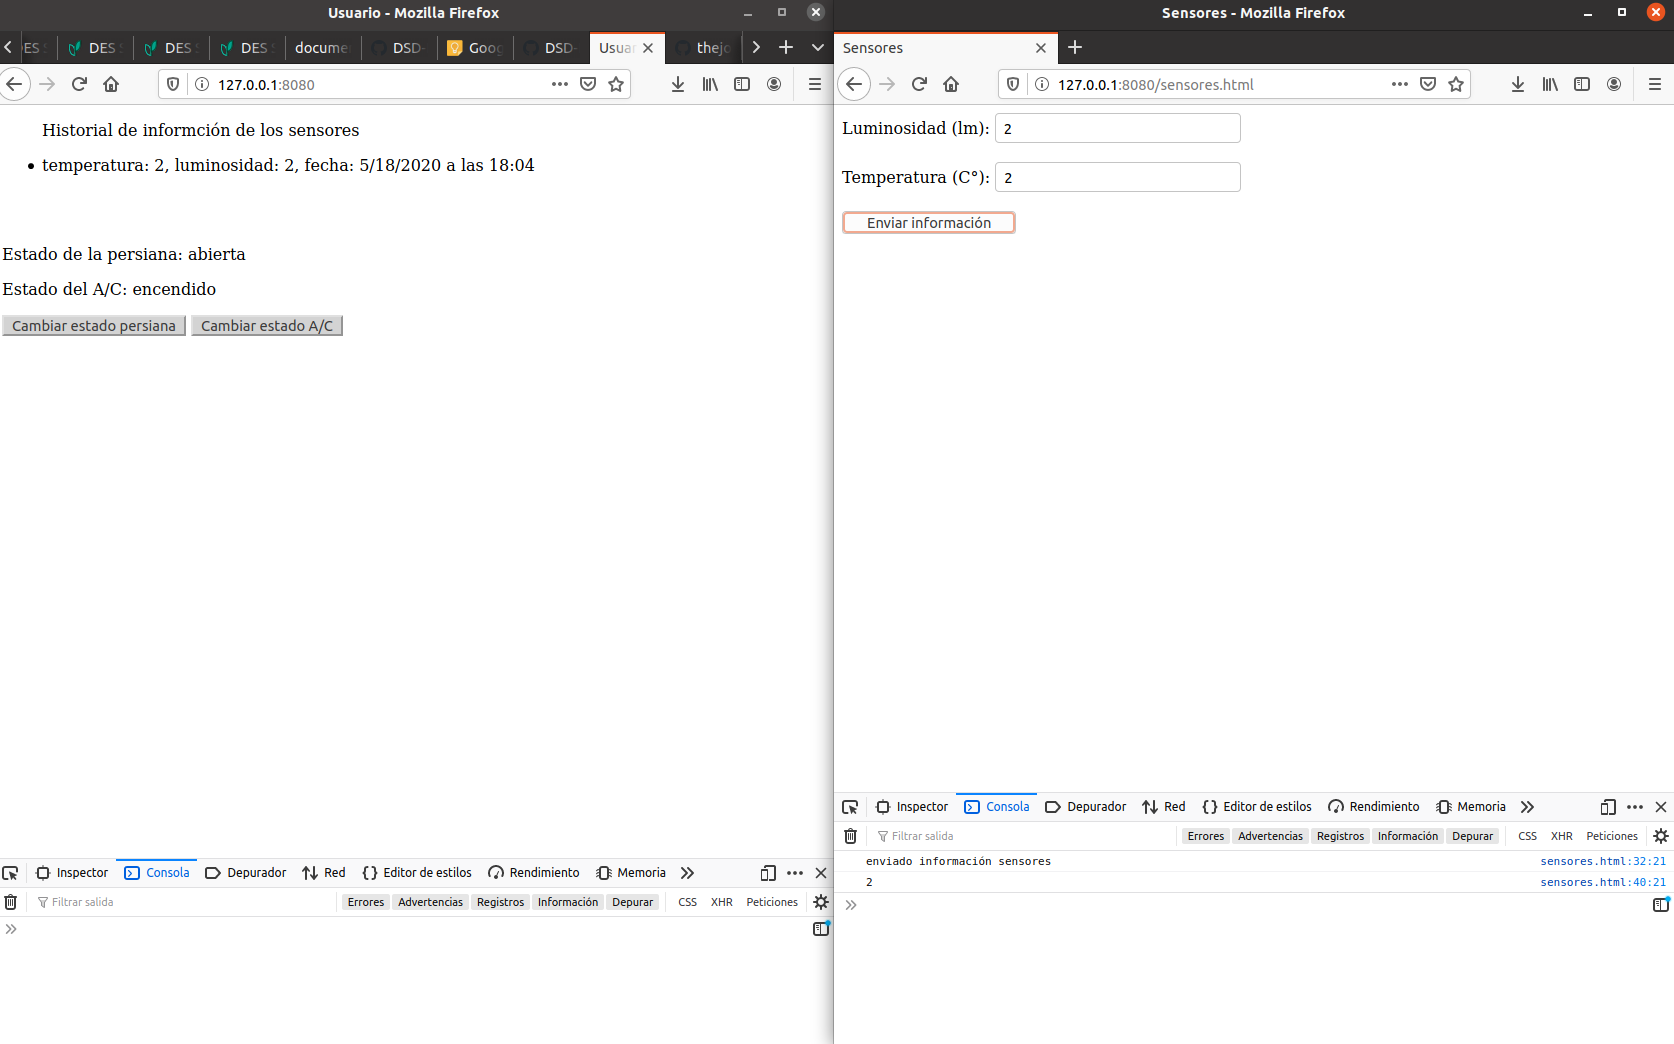 Usuario - Mozilla Firefox
DES
DES
DES
docume
DSD-
Goog
DSD-
Usuar
thejo
127.0.0.1:8080
Historial de informción de los sensores
temperatura: 2, luminosidad: 2, fecha: 5/18/2020 a las 18:04
Estado de la persiana: abierta
Estado del A/C: encendido
Cambiar estado persiana Cambiar estado A/C
Inspector Consola Depurador Red Editor de estilos Rendimiento Memoria
Filtrar salida Errores Advertencias Registros Información Depurar CSS XHR Peticiones
Sensores - Mozilla Firefox
Sensores
127.0.0.1:8080/sensores.html
Luminosidad (lm): 2
Temperatura (C°): 2
Enviar información
Inspector Consola Depurador Red Editor de estilos Rendimiento Memoria
Filtrar salida Errores Advertencias Registros Información Depurar CSS XHR Peticiones
enviado información sensores sensores.html:32:21
2 sensores.html:40:21